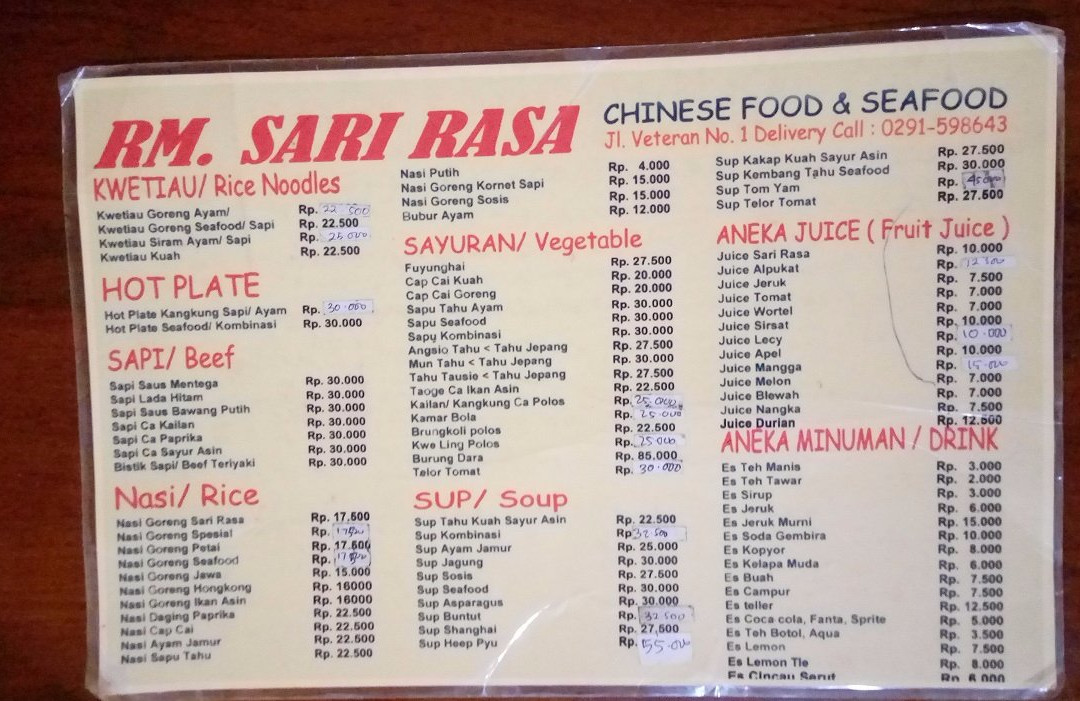 RM. SARI RASA
CHINESE FOOD & SEAFOOD
Jl. Veteran No. 1 Delivery Call : 0291-598643
KWETIAU/ Rice Noodles
Kwetiau Goreng Ayam/ Rp. 22.500
Kwetiau Goreng Seafood/ Sapi Rp. 22.500
Kwetiau Siram Ayam/ Sapi Rp. 25.000
Kwetiau Kuah Rp. 22.500
HOT PLATE
Hot Plate Kangkung Sapi/ Ayam Rp. 30.000
Hot Plate Seafood/ Kombinasi Rp. 30.000
SAPI/ Beef
Sapi Saus Mentega Rp. 30.000
Sapi Lada Hitam Rp. 30.000
Sapi Saus Bawang Putih Rp. 30.000
Sapi Ca Kailan Rp. 30.000
Sapi Ca Paprika Rp. 30.000
Sapi Ca Sayur Asin Rp. 30.000
Bistik Sapi/ Beef Teriyaki Rp. 30.000
Nasi/ Rice
Nasi Goreng Sari Rasa Rp. 17.500
Nasi Goreng Spesial Rp. 17500
Nasi Goreng Petai Rp. 17.500
Nasi Goreng Seafood Rp. 17500
Nasi Goreng Jawa Rp. 15.000
Nasi Goreng Hongkong Rp. 16000
Nasi Goreng Ikan Asin Rp. 16000
Nasi Daging Paprika Rp. 22.500
Nasi Cap Cai Rp. 22.500
Nasi Ayam Jamur Rp. 22.500
Nasi Sapu Tahu Rp. 22.500
Nasi Putih Rp. 4.000
Nasi Goreng Kornet Sapi Rp. 15.000
Nasi Goreng Sosis Rp. 15.000
Bubur Ayam Rp. 12.000
SAYURAN/ Vegetable
Fuyunghai Rp. 27.500
Cap Cai Kuah Rp. 20.000
Cap Cai Goreng Rp. 20.000
Sapu Tahu Ayam Rp. 30.000
Sapu Seafood Rp. 30.000
Sapu Kombinasi Rp. 30.000
Angsio Tahu < Tahu Jepang Rp. 27.500
Mun Tahu < Tahu Jepang Rp. 30.000
Tahu Tausie < Tahu Jepang Rp. 27.500
Taoge Ca Ikan Asin Rp. 22.500
Kailan/ Kangkung Ca Polos Rp. 25.000
Kamar Bola Rp. 25.000
Brungkoli polos Rp. 22.500
Kwe Ling Polos Rp. 25.000
Burung Dara Rp. 85.000
Telor Tomat Rp. 30.000
SUP/ Soup
Sup Tahu Kuah Sayur Asin Rp. 22.500
Sup Kombinasi Rp. 32.500
Sup Ayam Jamur Rp. 25.000
Sup Jagung Rp. 30.000
Sup Sosis Rp. 27.500
Sup Seafood Rp. 30.000
Sup Asparagus Rp. 30.000
Sup Buntut Rp. 32.500
Sup Shanghai Rp. 27.500
Sup Heep Pyu Rp. 55.000
Sup Kakap Kuah Sayur Asin Rp. 27.500
Sup Kembang Tahu Seafood Rp. 30.000
Sup Tom Yam Rp. 45.000
Sup Telor Tomat Rp. 27.500
ANEKA JUICE ( Fruit Juice )
Juice Sari Rasa Rp. 10.000
Juice Alpukat Rp. 12.500
Juice Jeruk Rp. 7.500
Juice Tomat Rp. 7.000
Juice Wortel Rp. 7.000
Juice Sirsat Rp. 10.000
Juice Lecy Rp. 10.000
Juice Apel Rp. 10.000
Juice Mangga Rp. 15.000
Juice Melon Rp. 7.000
Juice Blewah Rp. 7.000
Juice Nangka Rp. 7.500
Juice Durian Rp. 12.500
ANEKA MINUMAN / DRINK
Es Teh Manis Rp. 3.000
Es Teh Tawar Rp. 2.000
Es Sirup Rp. 3.000
Es Jeruk Rp. 6.000
Es Jeruk Murni Rp. 15.000
Es Soda Gembira Rp. 10.000
Es Kopyor Rp. 8.000
Es Kelapa Muda Rp. 6.000
Es Buah Rp. 7.500
Es Campur Rp. 7.500
Es teller Rp. 12.500
Es Coca cola, Fanta, Sprite Rp. 5.000
Es Teh Botol, Aqua Rp. 3.500
Es Lemon Rp. 7.500
Es Lemon Tie Rp. 8.000
Es Cincau Serut Rp. 6.000